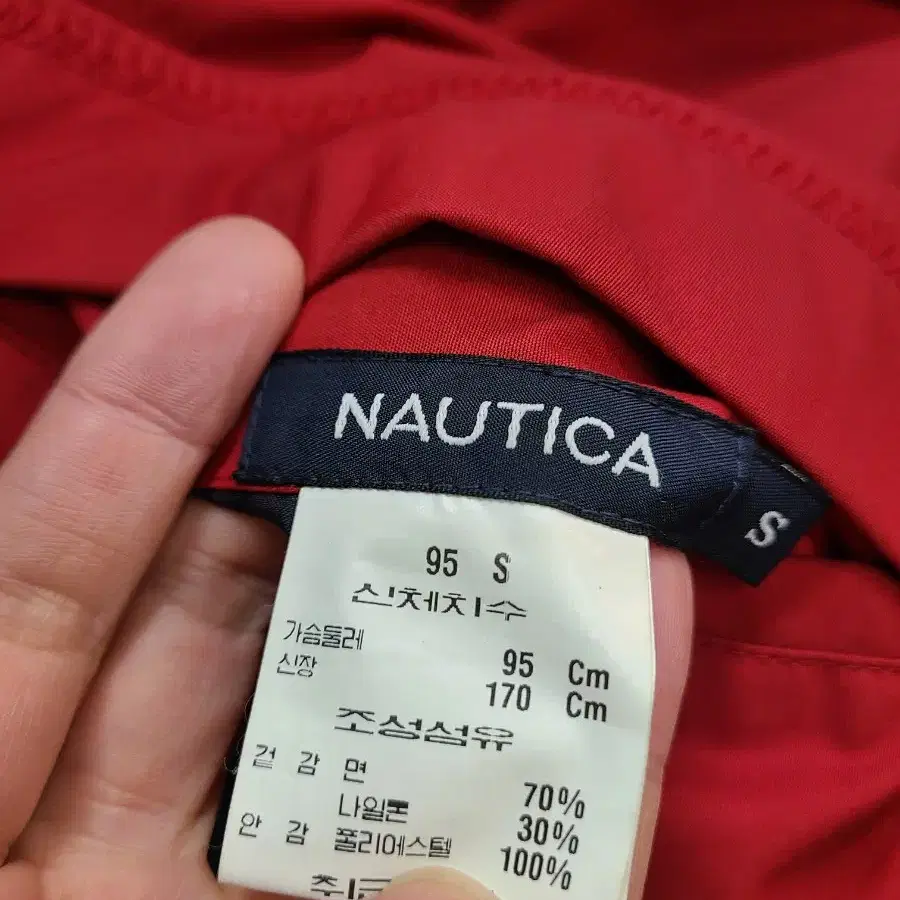 NAUTICA
S
95 S
신체치수
가슴둘레 95 Cm
신장 170 Cm
조성섬유
겉 감 면 70%
나일론 30%
안 감 폴리에스텔 100%